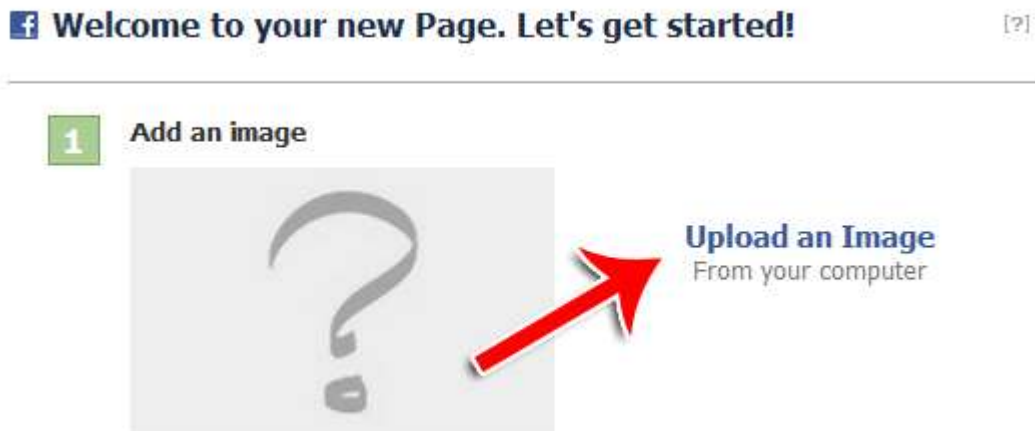 Welcome to your new Page. Let's get started!
[?]
1
Add an image
?
Upload an Image
From your computer